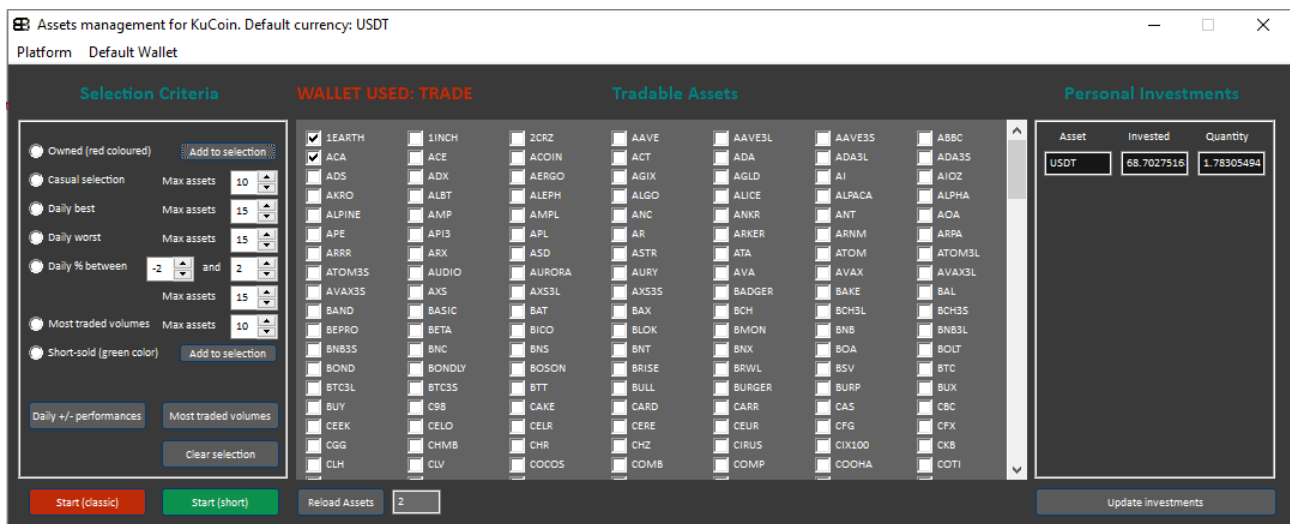 Assets management for KuCoin. Default currency: USDT
Platform Default Wallet
Selection Criteria WALLET USED: TRADE Tradable Assets Personal Investments
Owned (red coloured) Add to selection
Casual selection Max assets 10
Daily best Max assets 15
Daily worst Max assets 15
Daily % between -2 and 2
Max assets 15
Most traded volumes Max assets 10
Short-sold (green color) Add to selection
Daily +/- performances Most traded volumes
Clear selection
Start (classic) Start (short)
1EARTH 1INCH 2CRZ AAVE AAVE3L AAVE3S ABBC
ACA ACE ACOIN ACT ADA ADA3L ADA3S
ADS ADX AERGO AGIX AGLD AI AIOZ
AKRO ALBT ALEPH ALGO ALICE ALPACA ALPHA
ALPINE AMP AMPL ANC ANKR ANT AOA
APE API3 APL AR ARKER ARNM ARPA
ARRR ARX ASD ASTR ATA ATOM ATOM3L
ATOM3S AUDIO AURORA AURY AVA AVAX AVAX3L
AVAX3S AXS AXS3L AXS3S BADGER BAKE BAL
BAND BASIC BAT BAX BCH BCH3L BCH3S
BEPRO BETA BICO BLOK BMON BNB BNB3L
BNB3S BNC BNS BNT BNX BOA BOLT
BOND BONDLY BOSON BRISE BRWL BSV BTC
BTC3L BTC3S BTT BULL BURGER BURP BUX
BUY C98 CAKE CARD CARR CAS CBC
CEEK CELO CELR CERE CEUR CFG CFX
CGG CHMB CHR CHZ CIRUS CIX100 CKB
CLH CLV COCOS COMB COMP COOHA COTI
Reload Assets 2
Asset Invested Quantity
USDT 68.7027516 1.78305494
Update investments